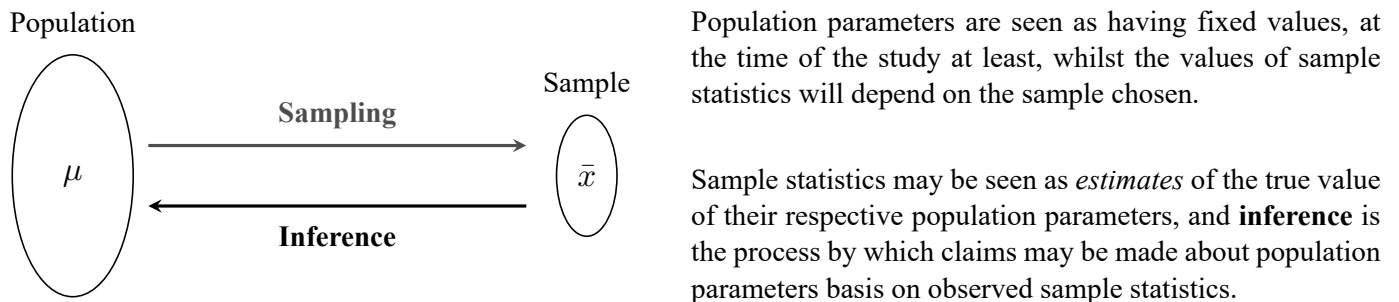 Population
Sample
Sampling
μ
x̄
Inference
Population parameters are seen as having fixed values, at
the time of the study at least, whilst the values of sample
statistics will depend on the sample chosen.
Sample statistics may be seen as estimates of the true value
of their respective population parameters, and inference is
the process by which claims may be made about population
parameters basis on observed sample statistics.